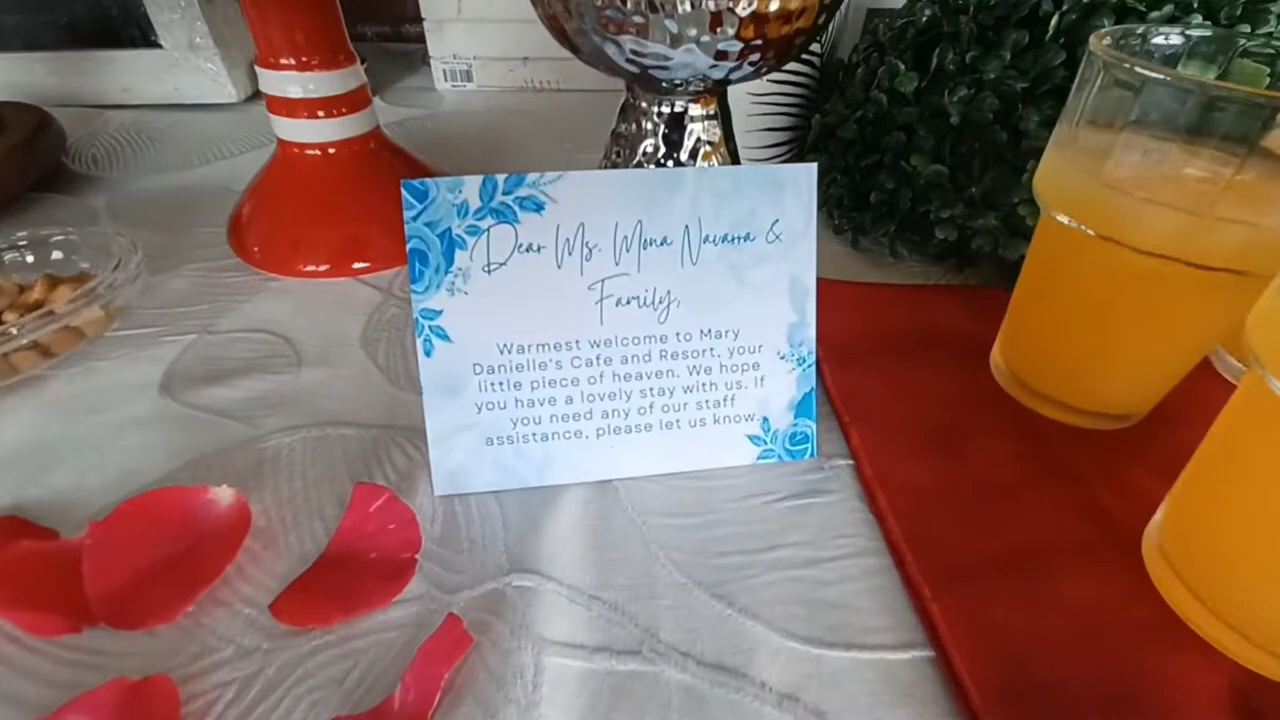 Dear Ms. Mona Navarra &
Family,
Warmest welcome to Mary
Danielle's Cafe and Resort, your
little piece of heaven. We hope
you have a lovely stay with us. If
you need any of our staff
assistance, please let us know.